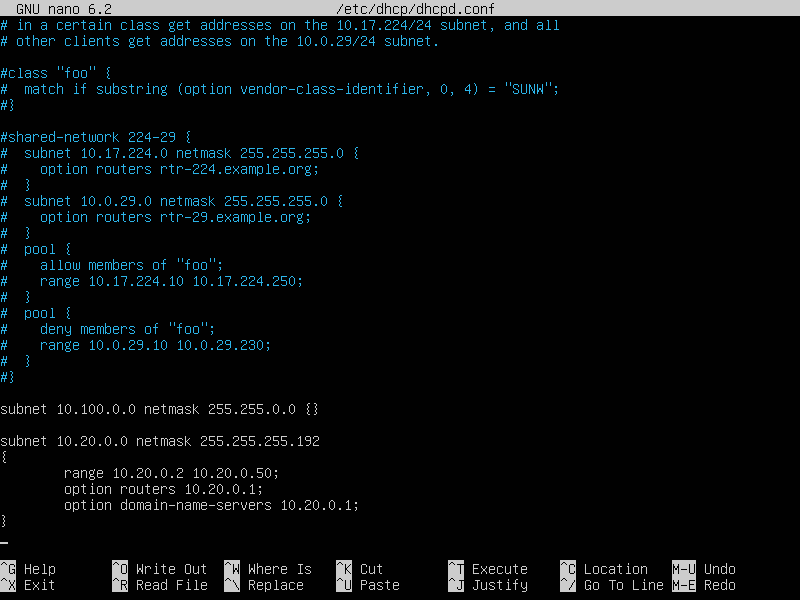 GNU nano 6.2 /etc/dhcp/dhcpd.conf
# in a certain class get addresses on the 10.17.224/24 subnet, and all
# other clients get addresses on the 10.0.29/24 subnet.
#class "foo" {
#  match if substring (option vendor-class-identifier, 0, 4) = "SUNW";
#}
#shared-network 224-29 {
#  subnet 10.17.224.0 netmask 255.255.255.0 {
#    option routers rtr-224.example.org;
#  }
#  subnet 10.0.29.0 netmask 255.255.255.0 {
#    option routers rtr-29.example.org;
#  }
#  pool {
#    allow members of "foo";
#    range 10.17.224.10 10.17.224.250;
#  }
#  pool {
#    deny members of "foo";
#    range 10.0.29.10 10.0.29.230;
#  }
#}
subnet 10.100.0.0 netmask 255.255.0.0 {}
subnet 10.20.0.0 netmask 255.255.255.192
{
        range 10.20.0.2 10.20.0.50;
        option routers 10.20.0.1;
        option domain-name-servers 10.20.0.1;
}
^G Help ^O Write Out ^W Where Is ^K Cut ^T Execute ^C Location M-U Undo
^X Exit ^R Read File ^\ Replace ^U Paste ^J Justify ^/ Go To Line M-E Redo